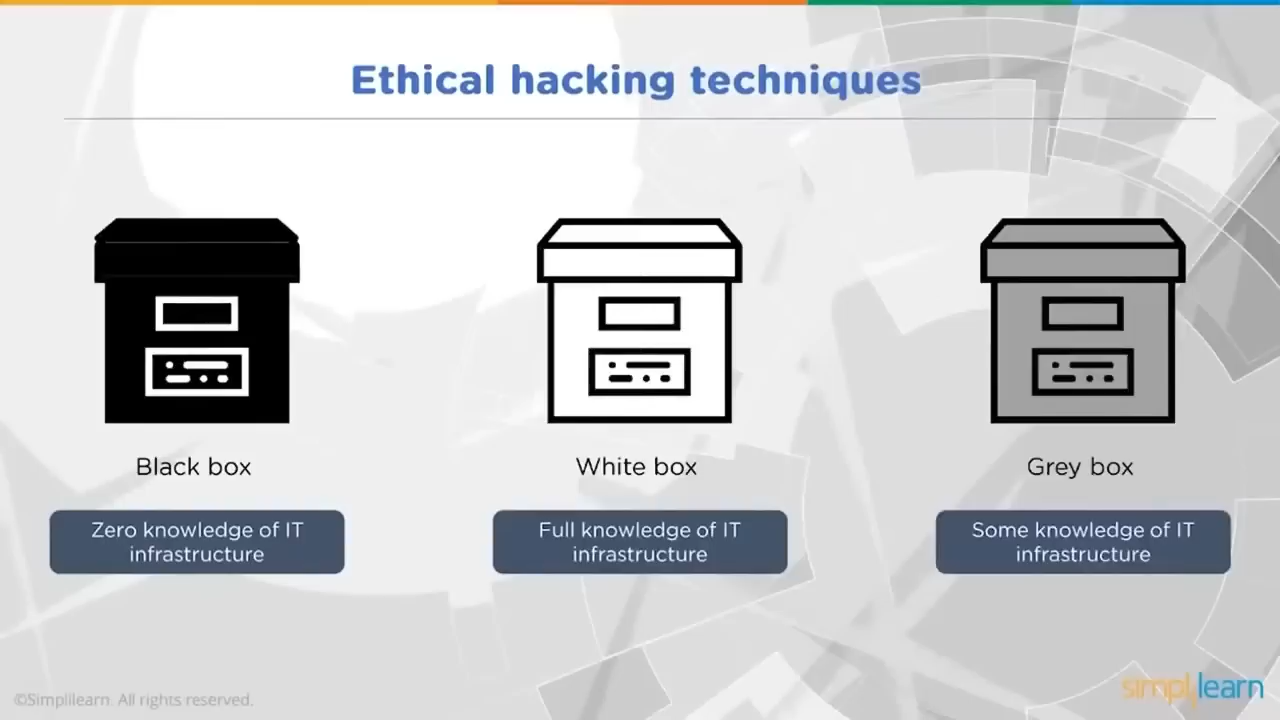 Ethical hacking techniques
Black box
White box
Grey box
Zero knowledge of IT
infrastructure
Full knowledge of IT
infrastructure
Some knowledge of IT
infrastructure
©Simplilearn. All rights reserved.
simplilearn